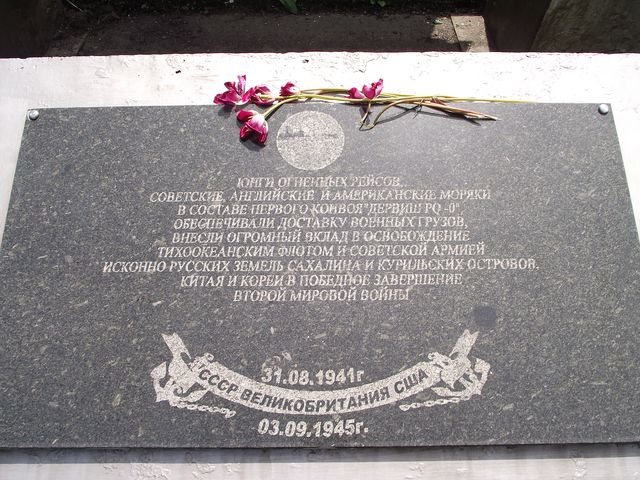 ЮНГИ ОГНЕННЫХ РЕЙСОВ,
СОВЕТСКИЕ, АНГЛИЙСКИЕ И АМЕРИКАНСКИЕ МОРЯКИ
В СОСТАВЕ ПЕРВОГО КОНВОЯ "ДЕРВИШ PQ -0"
ОБЕСПЕЧИВАЛИ ДОСТАВКУ ВОЕННЫХ ГРУЗОВ,
ВНЕСЛИ ОГРОМНЫЙ ВКЛАД В ОСВОБОЖДЕНИЕ
ТИХООКЕАНСКИМ ФЛОТОМ И СОВЕТСКОЙ АРМИЕЙ
ИСКОННО РУССКИХ ЗЕМЕЛЬ САХАЛИНА И КУРИЛЬСКИХ ОСТРОВОВ,
КИТАЯ И КОРЕИ В ПОБЕДНОЕ ЗАВЕРШЕНИЕ
ВТОРОЙ МИРОВОЙ ВОЙНЫ
31.08.1941г
СССР ВЕЛИКОБРИТАНИЯ США
03.09.1945г.